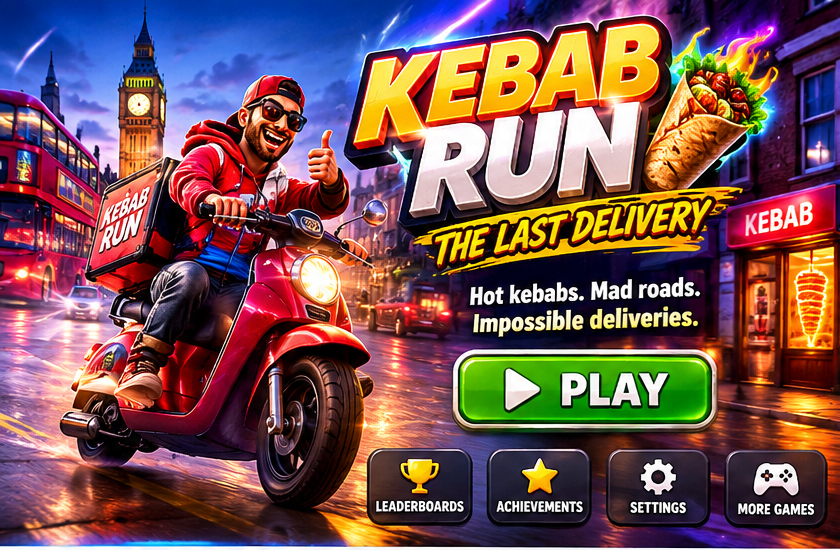 KEBAB
RUN
THE LAST DELIVERY
KEBAB
RUN
KEBAB
Hot kebabs. Mad roads.
Impossible deliveries.
PLAY
LEADERBOARDS
ACHIEVEMENTS
SETTINGS
MORE GAMES